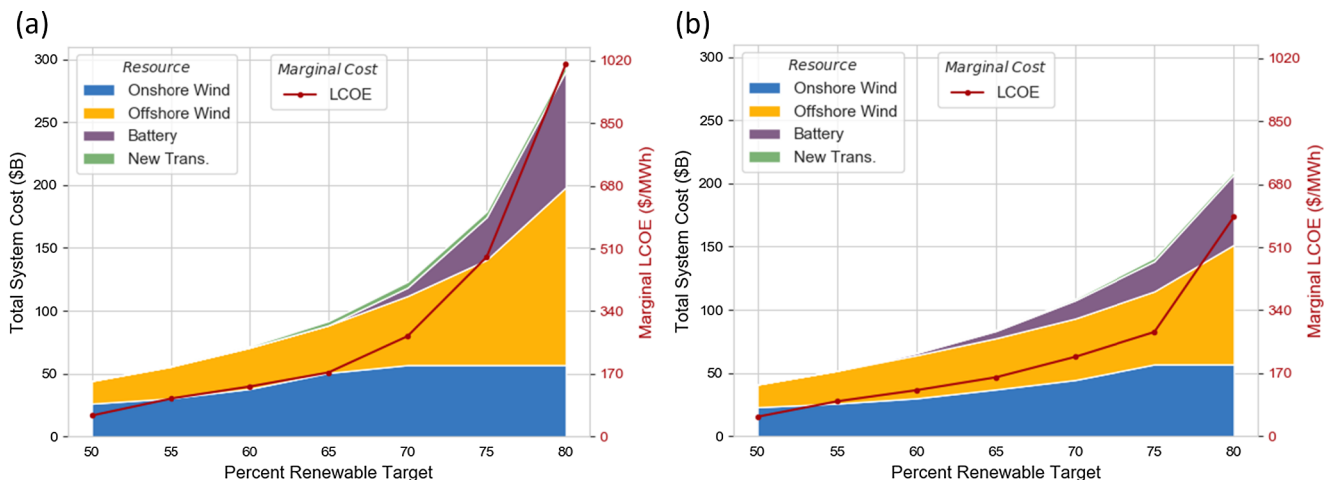 (a)
Total System Cost ($B)
300
250
200
150
100
50
0
Resource
Onshore Wind
Offshore Wind
Battery
New Trans.
Marginal Cost
LCOE
1020
850
680
510
340
170
0
Marginal LCOE ($/MWh)
50 55 60 65 70 75 80
Percent Renewable Target
(b)
Total System Cost ($B)
300
250
200
150
100
50
0
Resource
Onshore Wind
Offshore Wind
Battery
New Trans.
Marginal Cost
LCOE
1020
850
680
510
340
170
0
Marginal LCOE ($/MWh)
50 55 60 65 70 75 80
Percent Renewable Target